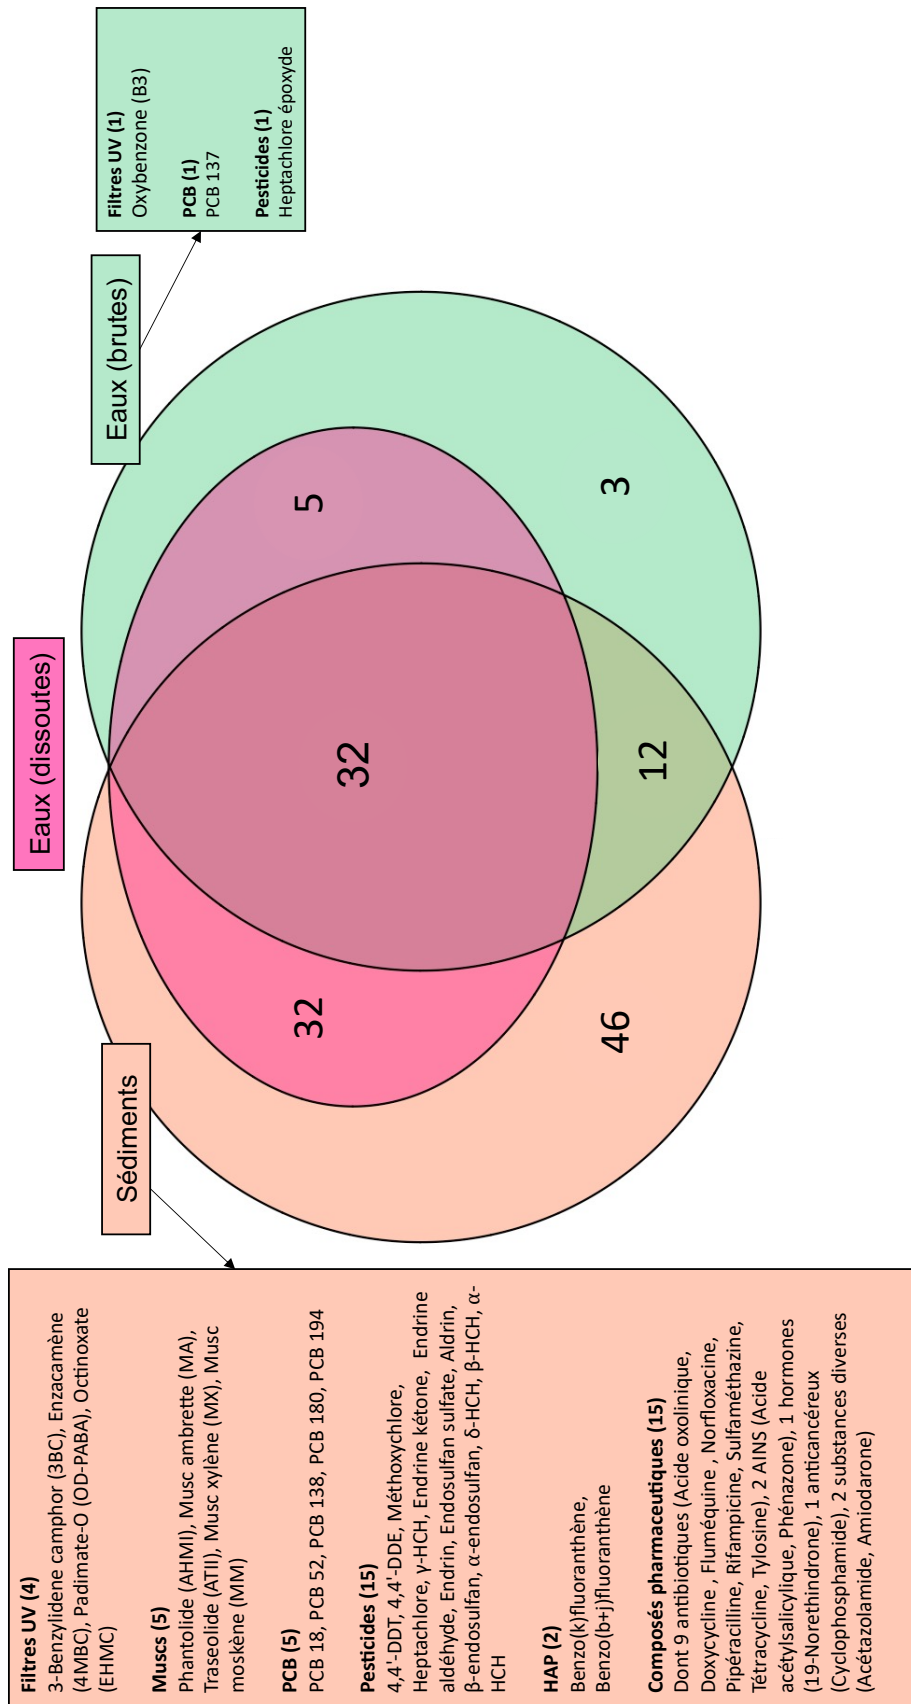 Filtres UV (4)
3-Benzylidene camphor (3BC), Enzacamène
(4MBC), Padimate-O (OD-PABA), Octinoxate
(EHMC)
Muscs (5)
Phantolide (AHMI), Musc ambrette (MA),
Traseolide (ATII), Musc xylène (MX), Musc
moskène (MM)
PCB (5)
PCB 18, PCB 52, PCB 138, PCB 180, PCB 194
Pesticides (15)
4,4'-DDT, 4,4'-DDE, Méthoxychlore,
Heptachlore, γ-HCH, Endrine kétone, Endrine
aldéhyde, Endrin, Endosulfan sulfate, Aldrin,
β-endosulfan, α-endosulfan, δ-HCH, β-HCH, α-
HCH
HAP (2)
Benzo(k)fluoranthène,
Benzo(b+j)fluoranthène
Composés pharmaceutiques (15)
Dont 9 antibiotiques (Acide oxolinique,
Doxycycline , Fluméquine , Norfloxacine,
Pipéracilline, Rifampicine, Sulfaméthazine,
Tétracycline, Tylosine), 2 AINS (Acide
acétylsalicylique, Phénazone), 1 hormones
(19-Norethindrone), 1 anticancéreux
(Cyclophosphamide), 2 substances diverses
(Acétazolamide, Amiodarone)
Sédiments
Eaux (dissoutes)
Eaux (brutes)
32
32
5
46
12
3
Filtres UV (1)
Oxybenzone (B3)
PCB (1)
PCB 137
Pesticides (1)
Heptachlore époxyde